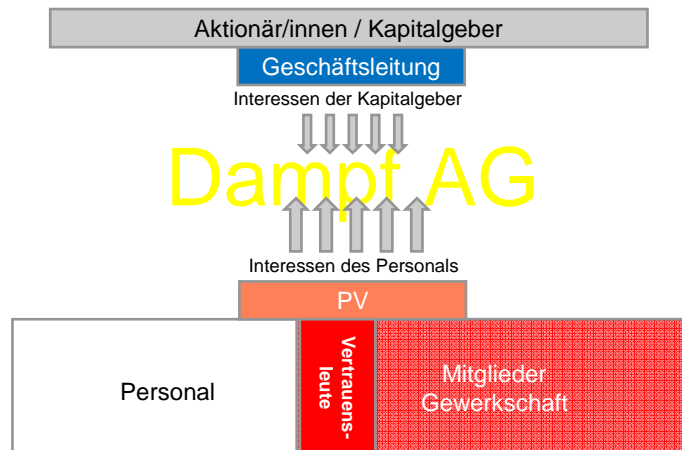 Aktionär/innen / Kapitalgeber
Geschäftsleitung
Interessen der Kapitalgeber
Dampf AG
Interessen des Personals
PV
Personal
Vertrauens-
leute
Mitglieder
Gewerkschaft